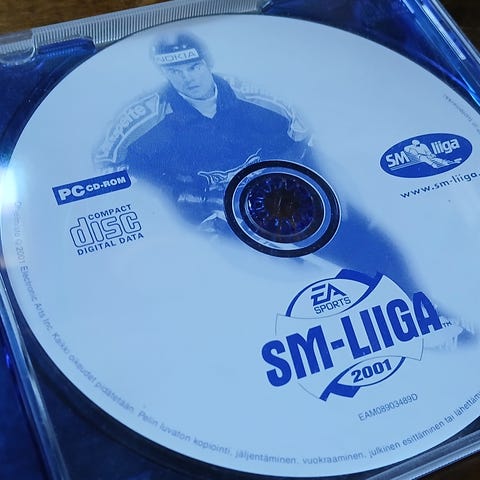 NOKIA
SM liiga
www.sm-liiga.
PC CD-ROM
COMPACT
disc
DIGITAL DATA
EA
SPORTS
SM-LIIGA™
2001
EAM08903489D
© 2001 Electronic Arts Inc. Kaikki oikeudet pidätetään. Pelin luvaton kopiointi, jäljentäminen, vuokraaminen, julkinen esittäminen tai lähettäm